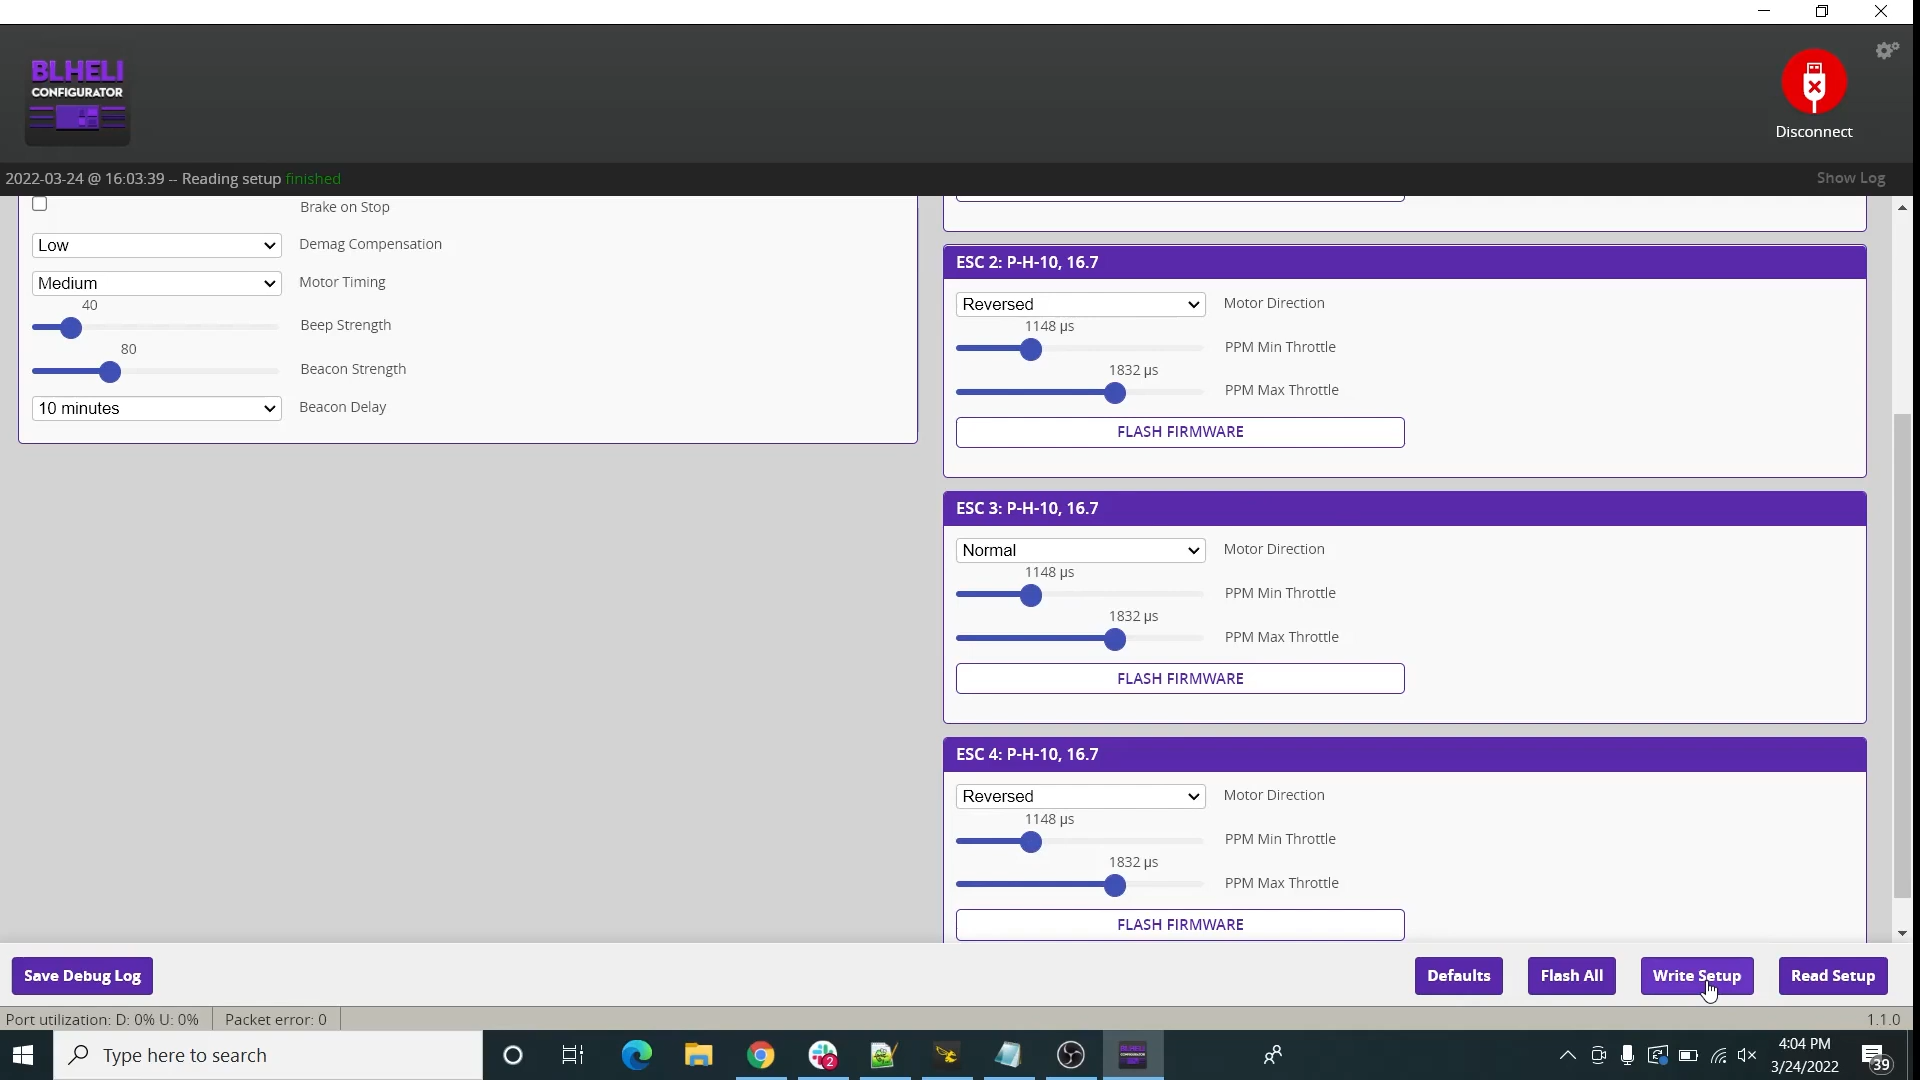 BLHELI
CONFIGURATOR
Disconnect
2022-03-24 @ 16:03:39 -- Reading setup finished
Show Log
Brake on Stop
Low
Demag Compensation
Medium
Motor Timing
40
Beep Strength
80
Beacon Strength
10 minutes
Beacon Delay
ESC 2: P-H-10, 16.7
Reversed
Motor Direction
1148 µs
PPM Min Throttle
1832 µs
PPM Max Throttle
FLASH FIRMWARE
ESC 3: P-H-10, 16.7
Normal
Motor Direction
1148 µs
PPM Min Throttle
1832 µs
PPM Max Throttle
FLASH FIRMWARE
ESC 4: P-H-10, 16.7
Reversed
Motor Direction
1148 µs
PPM Min Throttle
1832 µs
PPM Max Throttle
FLASH FIRMWARE
Save Debug Log
Defaults
Flash All
Write Setup
Read Setup
Port utilization: D: 0% U: 0%
Packet error: 0
1.1.0
Type here to search
2
BLHELI
CONFIGURATOR
4:04 PM
3/24/2022
39